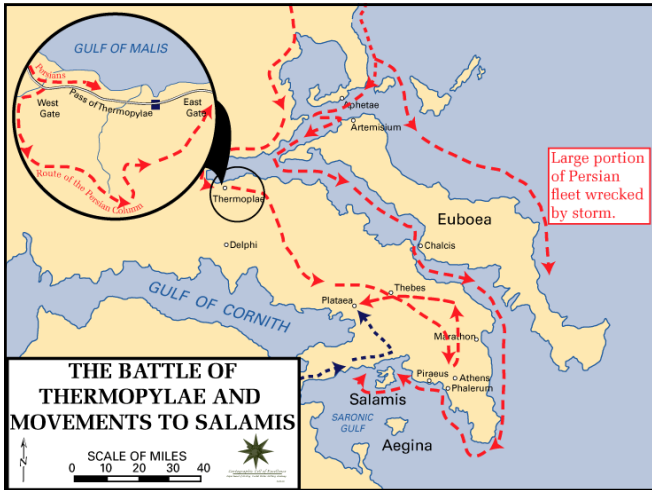 GULF OF MALIS
Persians
West
Gate
Pass of Thermopylae
East
Gate
Route of the Persian Column
Aphetae
Artemisium
Large portion
of Persian
fleet wrecked
by storm.
Thermoplae
Euboea
Delphi
Chalcis
GULF OF CORNITH
Plataea
Thebes
Marathon
Piraeus
Athens
Phalerum
Salamis
SARONIC
GULF
Aegina
THE BATTLE OF
THERMOPYLAE AND
MOVEMENTS TO SALAMIS
N
SCALE OF MILES
0 10 20 30 40